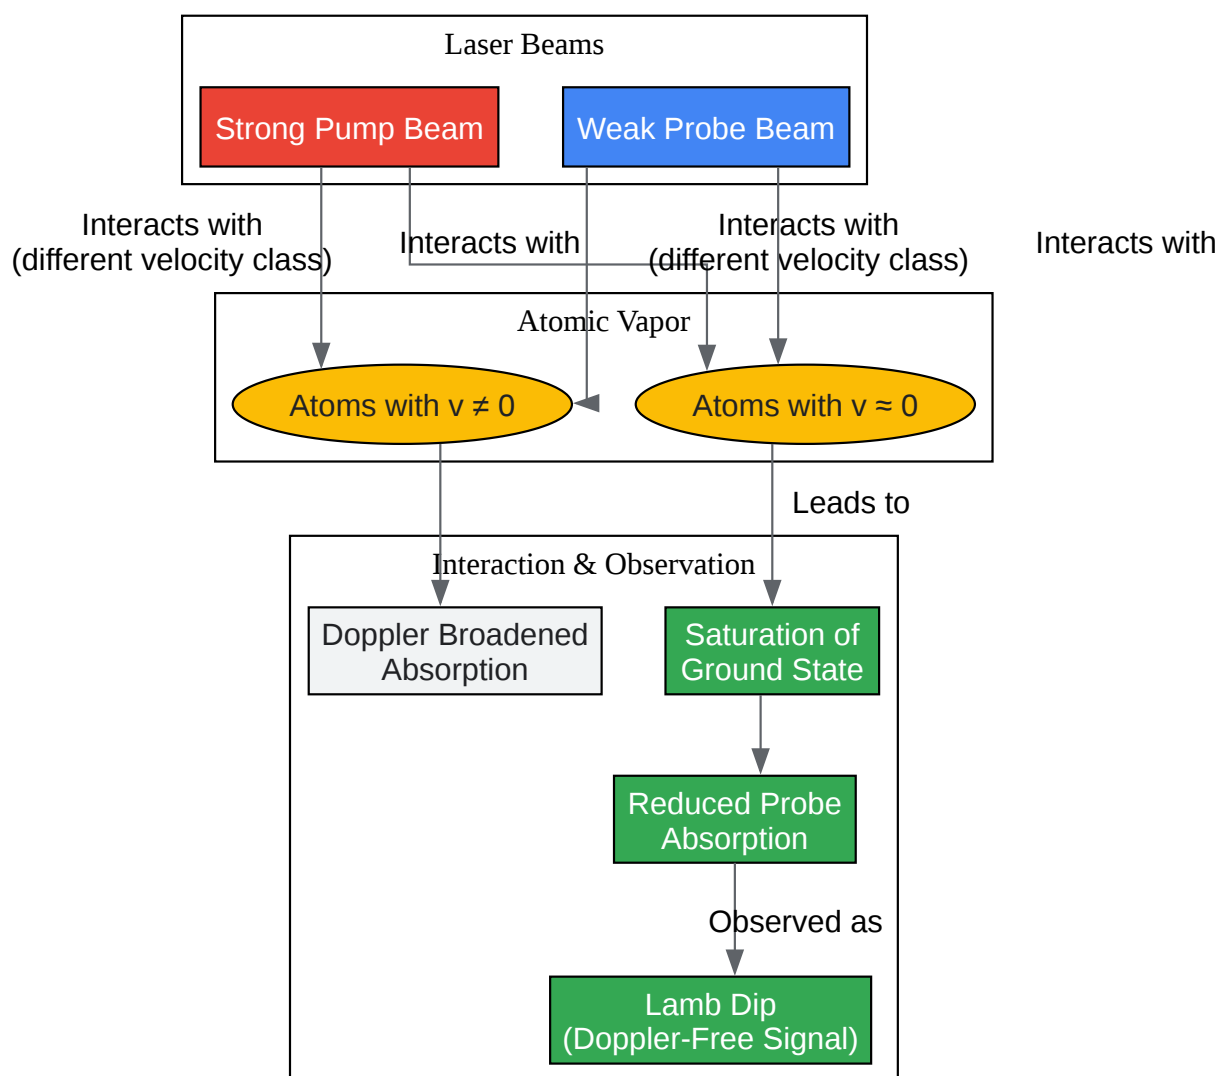 Laser Beams
Strong Pump Beam
Weak Probe Beam
Interacts with
(different velocity class)
Interacts with
Interacts with
(different velocity class)
Interacts with
Atomic Vapor
Atoms with v ≠ 0
Atoms with v ≈ 0
Leads to
Interaction & Observation
Doppler Broadened
Absorption
Saturation of
Ground State
Reduced Probe
Absorption
Observed as
Lamb Dip
(Doppler-Free Signal)